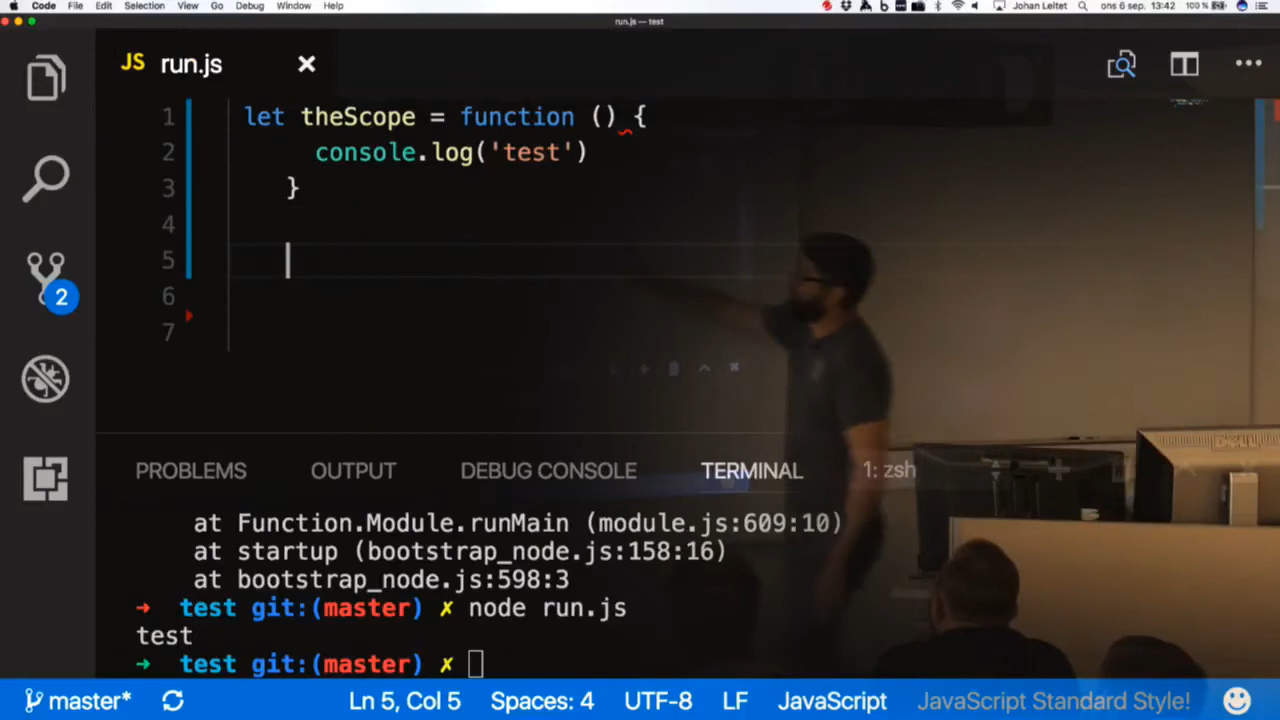 Code File Edit Selection View Go Debug Window Help Johan Leitet ons 6 sep. 13:42 100 %
run.js — test
JS run.js
1 let theScope = function () {
2 console.log('test')
3 }
4
5
6
7
2
PROBLEMS OUTPUT DEBUG CONSOLE TERMINAL 1: zsh
at Function.Module.runMain (module.js:609:10)
at startup (bootstrap_node.js:158:16)
at bootstrap_node.js:598:3
➜ test git:(master) ✗ node run.js
test
➜ test git:(master) ✗
master* Ln 5, Col 5 Spaces: 4 UTF-8 LF JavaScript JavaScript Standard Style!
DELL